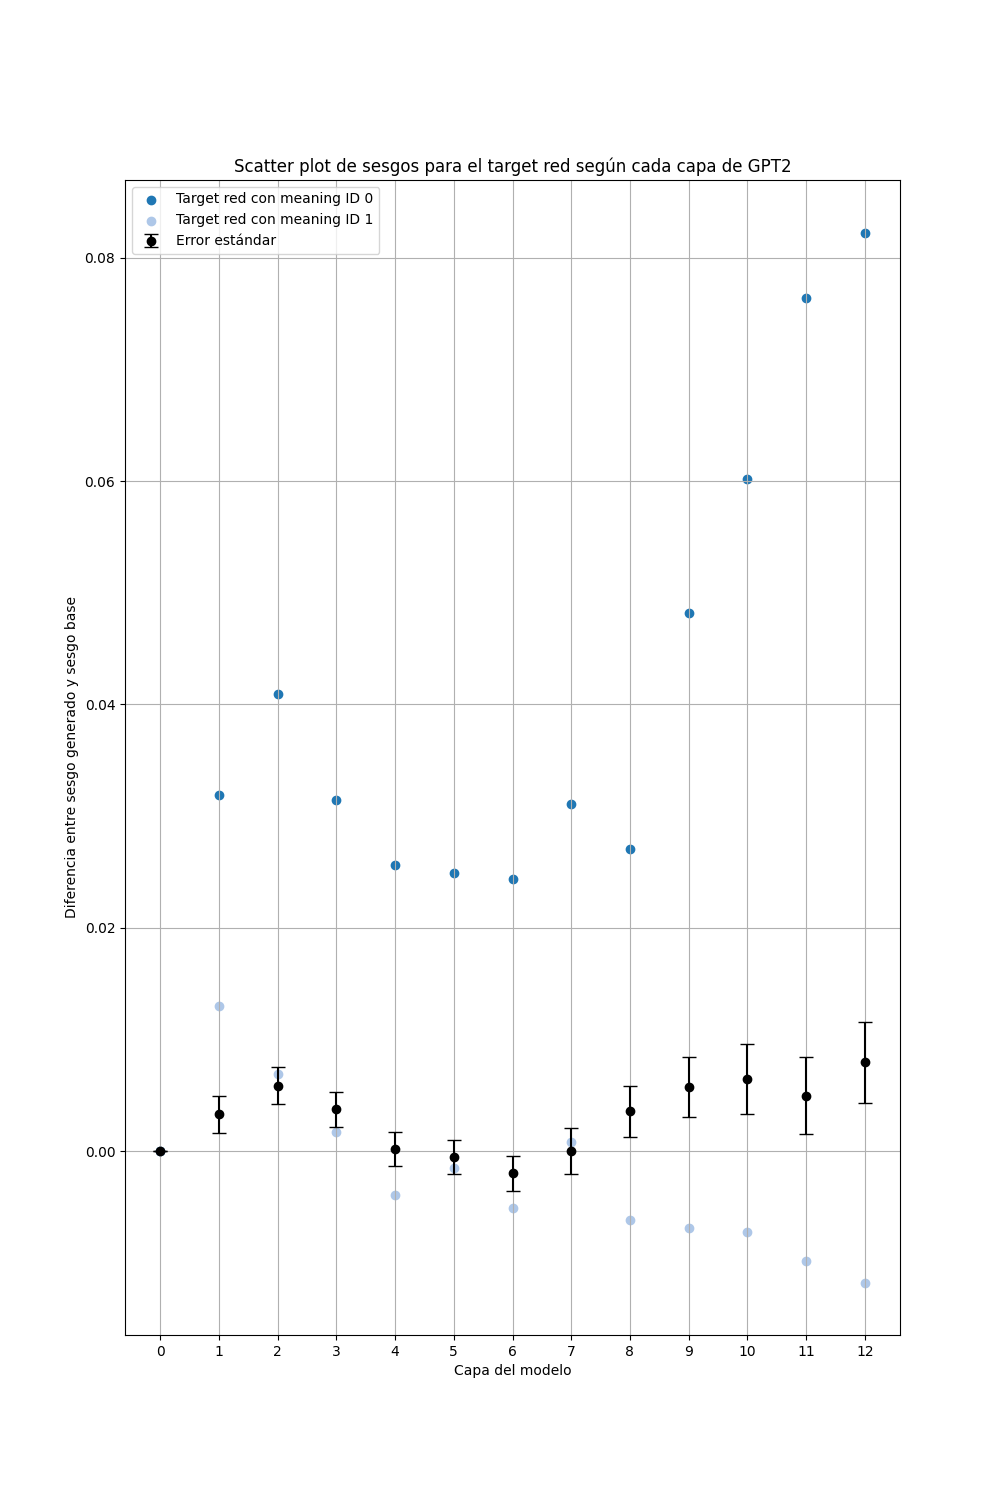 Scatter plot de sesgos para el target red según cada capa de GPT2
Target red con meaning ID 0
Target red con meaning ID 1
Error estándar
0.08
0.06
0.04
0.02
0.00
Diferencia entre sesgo generado y sesgo base
0 1 2 3 4 5 6 7 8 9 10 11 12
Capa del modelo